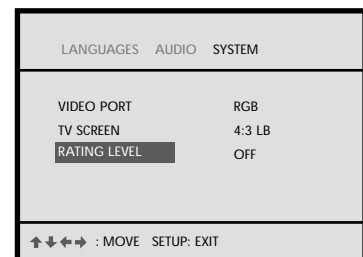 LANGUAGES AUDIO SYSTEM
VIDEO PORT RGB
TV SCREEN 4:3 LB
RATING LEVEL OFF
: MOVE SETUP: EXIT